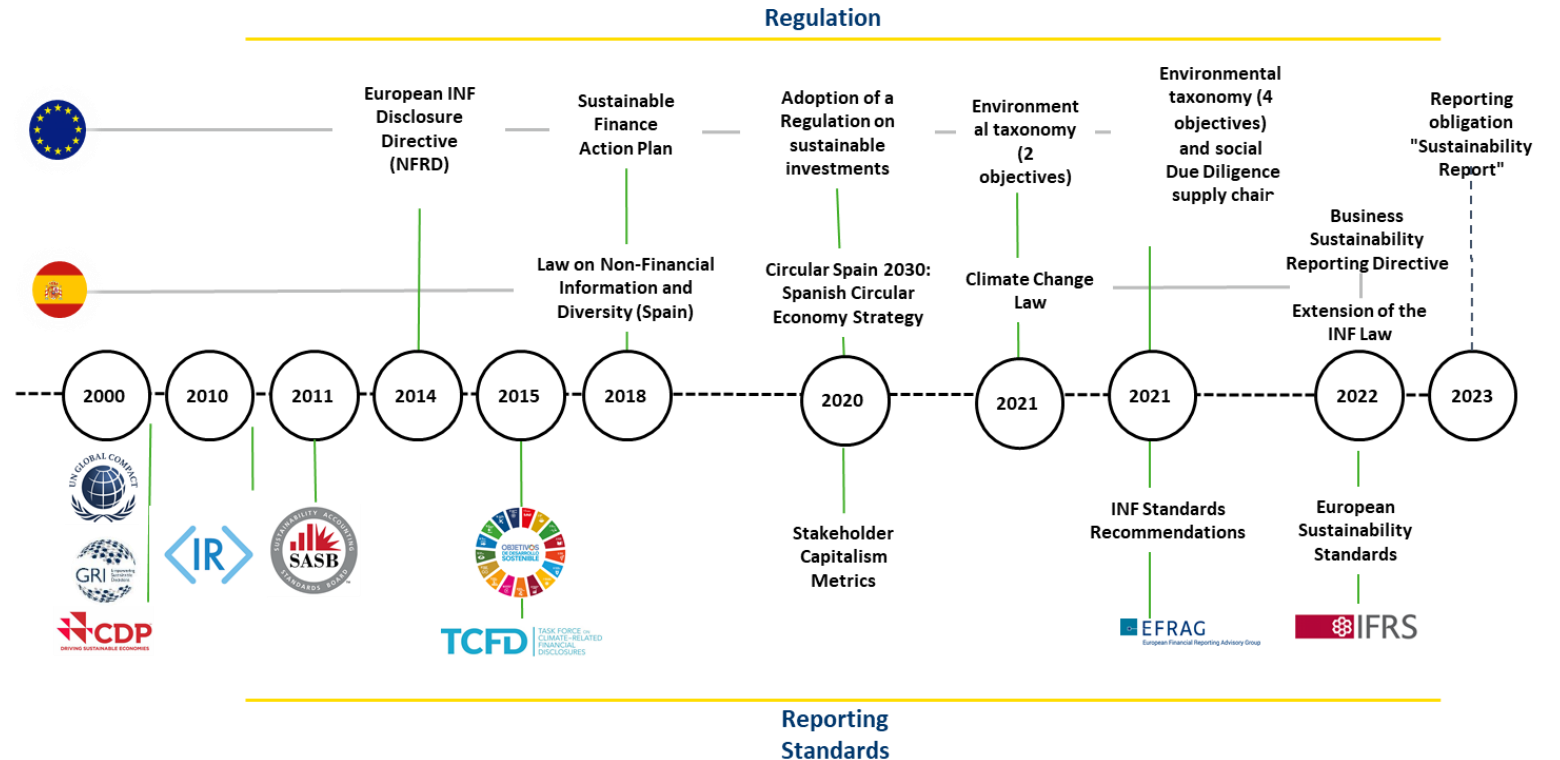 Regulation
European INF
Disclosure
Directive
(NFRD)
Sustainable
Finance
Action Plan
Adoption of a
Regulation on
sustainable
investments
Environment
al taxonomy
(2
objectives)
Environmental
taxonomy (4
objectives)
and social
Due Diligence
supply chair
Reporting
obligation
"Sustainability
Report"
Law on Non-Financial
Information and
Diversity (Spain)
Circular Spain 2030:
Spanish Circular
Economy Strategy
Climate Change
Law
Business
Sustainability
Reporting Directive
Extension of the
INF Law
2000
2010
2011
2014
2015
2018
2020
2021
2021
2022
2023
UN GLOBAL COMPACT
GRI
CDP
DRIVING SUSTAINABLE ECONOMIES
IR
SUSTAINABILITY ACCOUNTING
SASB
STANDARDS BOARD
OBJETIVOS
DE DESARROLLO
SOSTENIBLE
TCFD
TASK FORCE ON
CLIMATE-RELATED
FINANCIAL
DISCLOSURES
Stakeholder
Capitalism
Metrics
INF Standards
Recommendations
EFRAG
European Financial Reporting Advisory Group
European
Sustainability
Standards
IFRS
Reporting
Standards